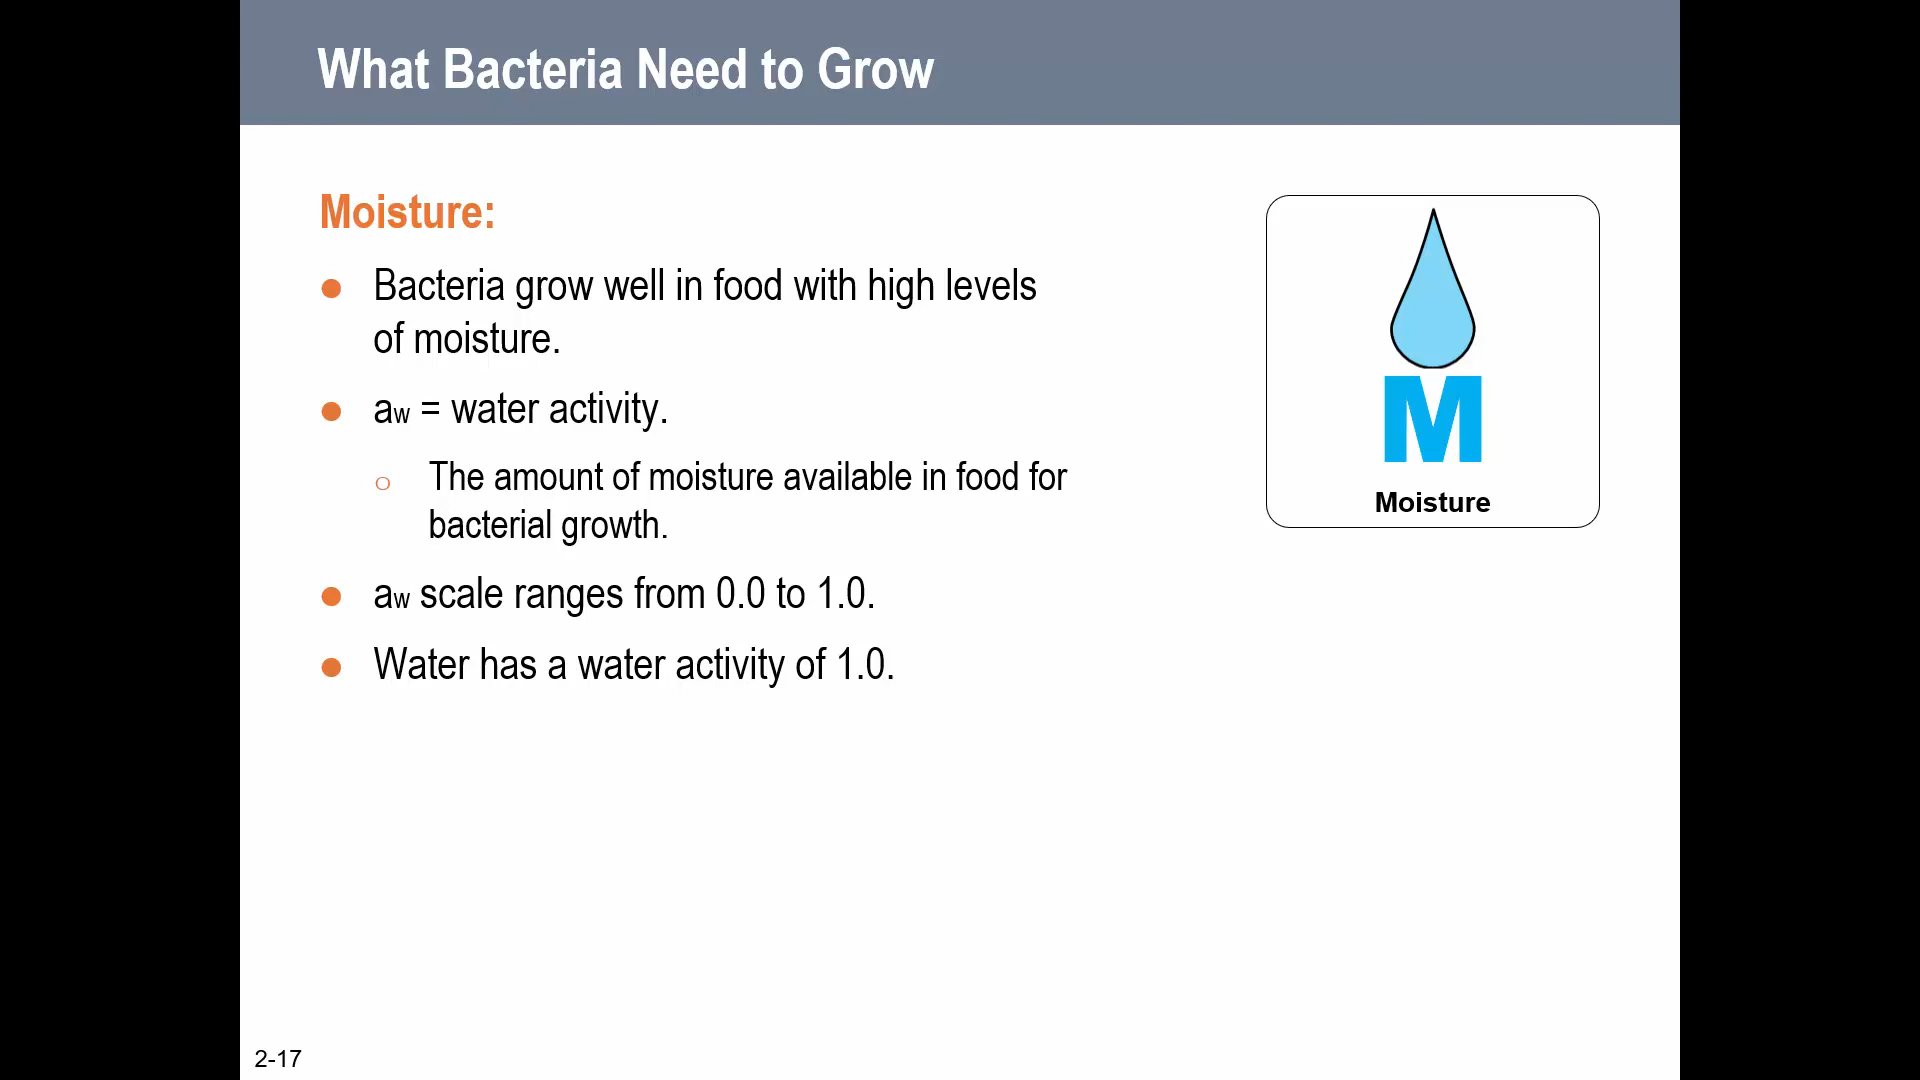 What Bacteria Need to Grow
Moisture:
● Bacteria grow well in food with high levels
of moisture.
● aw = water activity.
○ The amount of moisture available in food for
bacterial growth.
● aw scale ranges from 0.0 to 1.0.
● Water has a water activity of 1.0.
M
Moisture
2-17